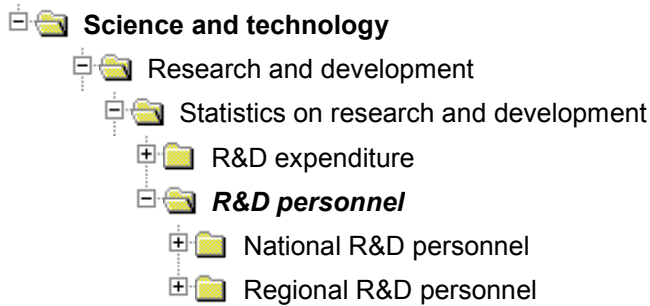 Science and technology
Research and development
Statistics on research and development
R&D expenditure
R&D personnel
National R&D personnel
Regional R&D personnel